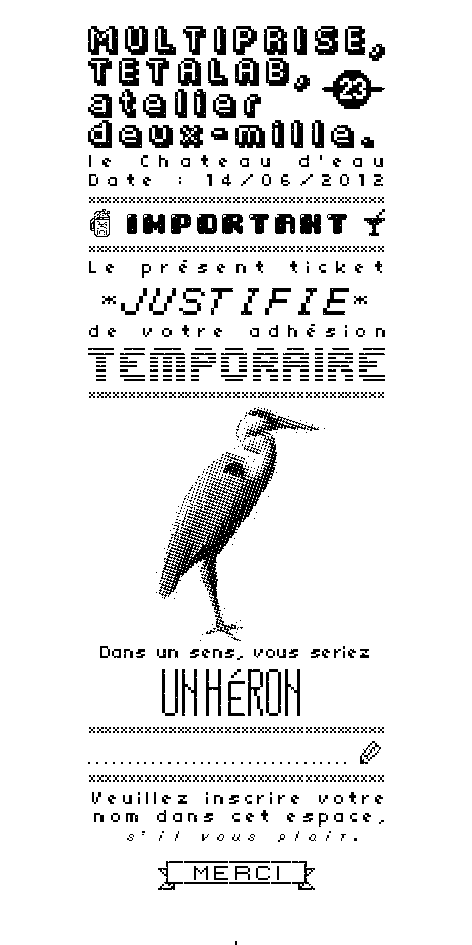 MULTIPRISE,
TETALAB,
23
atelier
deux-mille.
le Chateau d'eau
Date : 14/06/2012
IMPORTANT
Le présent ticket
*JUSTIFIE*
de votre adhésion
TEMPORAIRE
Dans un sens, vous seriez
UN HÉRON
Veuillez inscrire votre
nom dans cet espace,
s'il vous plait.
MERCI